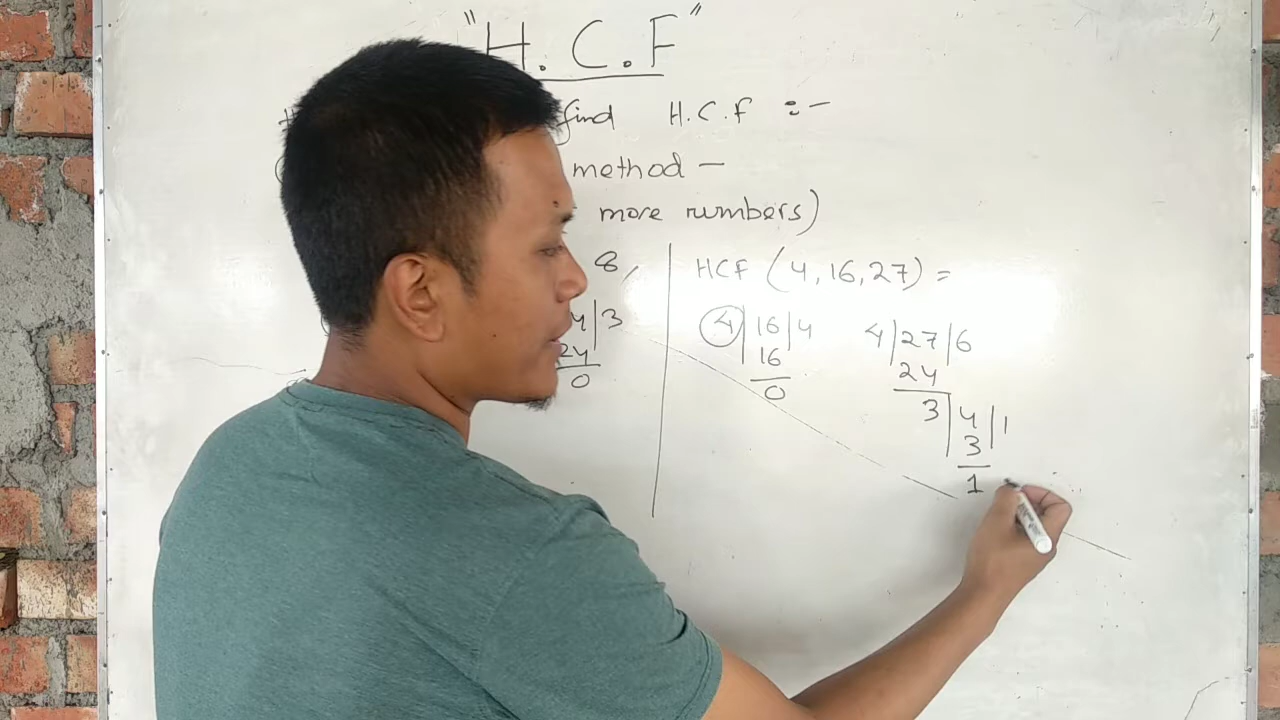 "H.C.F"
find H.C.F :-
method -
more numbers)
8, HCF (4,16,27) =
4|3 4|16|4 4|27|6
24 16 24
0 0 3|4|1
3
1